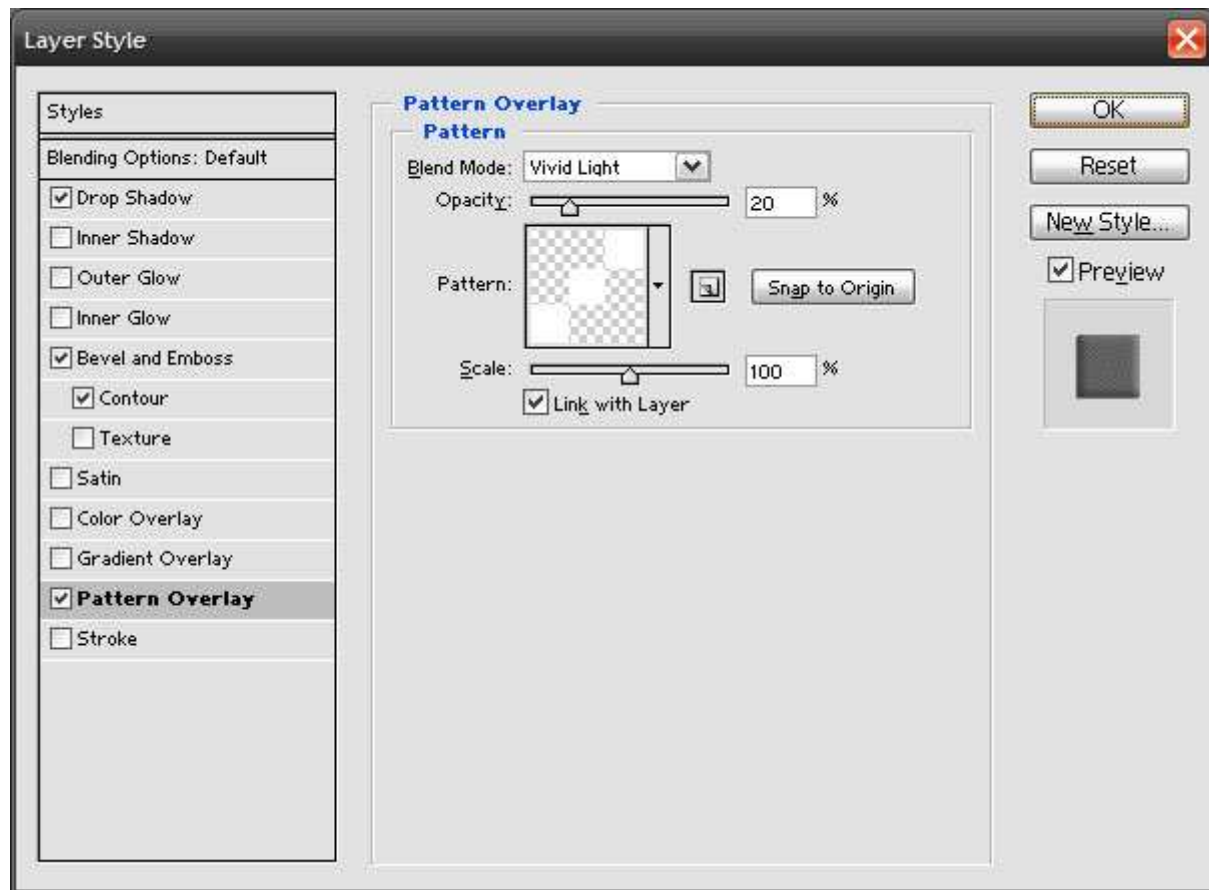 Layer Style
Styles
Blending Options: Default
Drop Shadow
Inner Shadow
Outer Glow
Inner Glow
Bevel and Emboss
Contour
Texture
Satin
Color Overlay
Gradient Overlay
Pattern Overlay
Stroke
Pattern Overlay
Pattern
Blend Mode: Vivid Light
Opacity: 20 %
Pattern: Snap to Origin
Scale: 100 %
Link with Layer
OK
Reset
New Style...
Preview